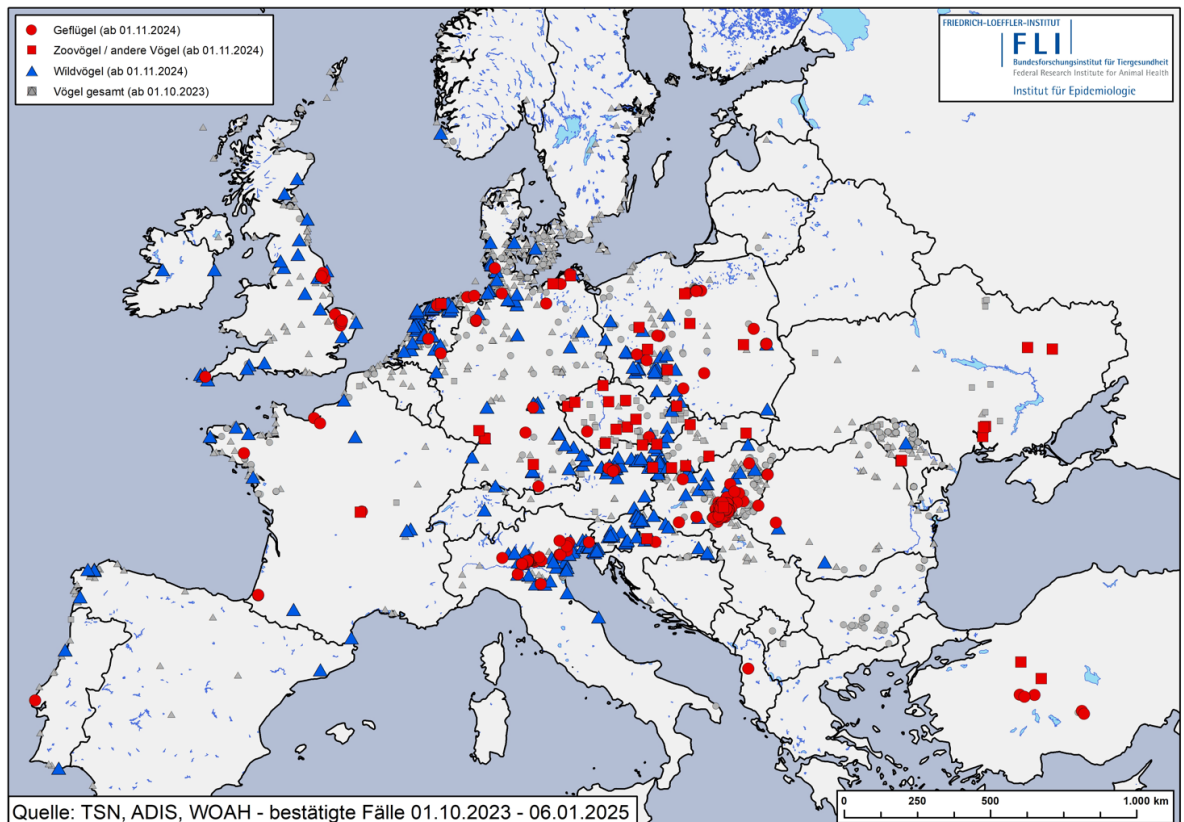 Geflügel (ab 01.11.2024)
Zoovögel / andere Vögel (ab 01.11.2024)
Wildvögel (ab 01.11.2024)
Vögel gesamt (ab 01.10.2023)
FRIEDRICH-LOEFFLER-INSTITUT
FLI
Bundesforschungsinstitut für Tiergesundheit
Federal Research Institute for Animal Health
Institut für Epidemiologie
Quelle: TSN, ADIS, WOAH - bestätigte Fälle 01.10.2023 - 06.01.2025
0 250 500 1.000 km